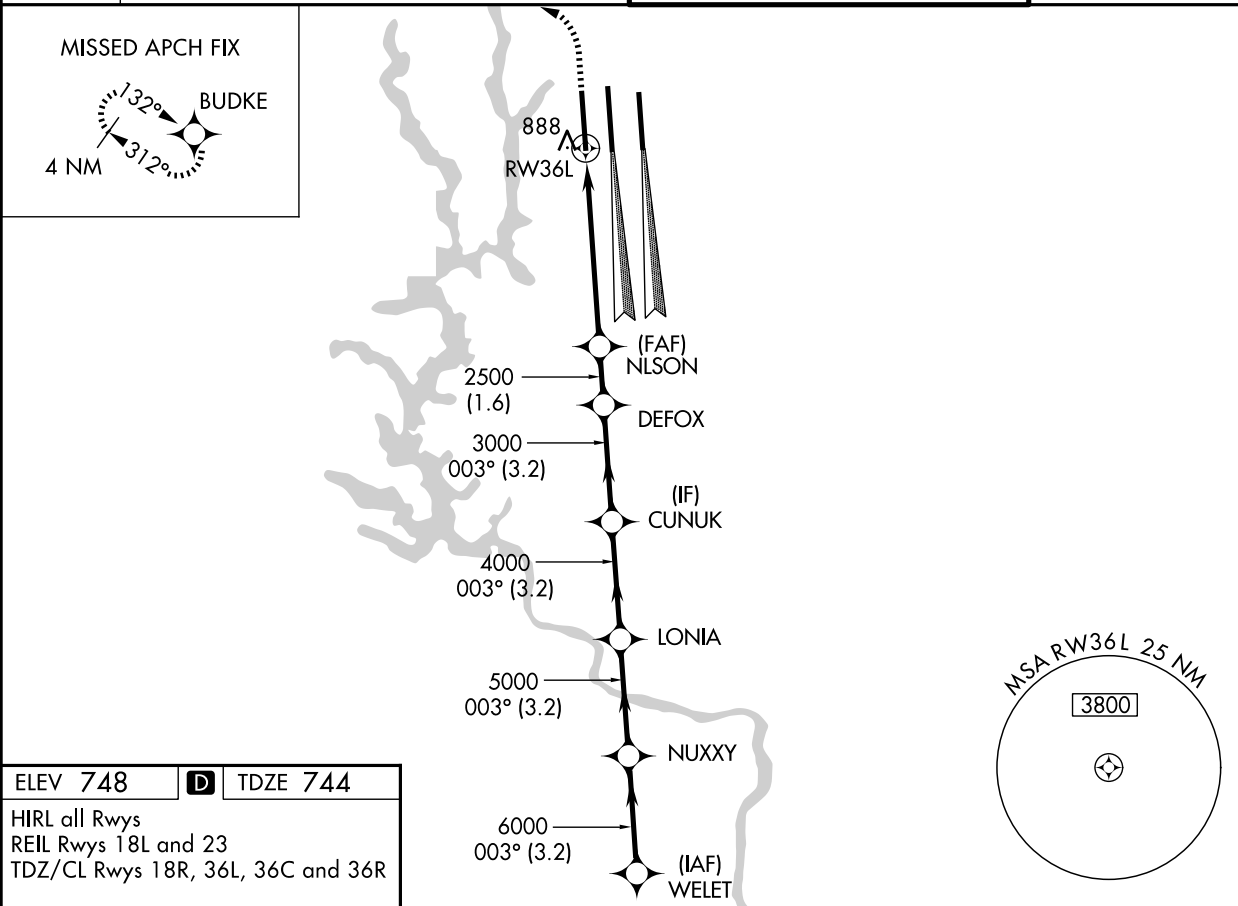 MISSED APCH FIX
132°
BUDKE
312°
4 NM
888
RW36L
(FAF)
NLSON
2500
(1.6)
DEFOX
3000
003° (3.2)
(IF)
CUNUK
4000
003° (3.2)
LONIA
5000
003° (3.2)
NUXXY
6000
003° (3.2)
(IAF)
WELET
MSA RW36L 25 NM
3800
ELEV 748 D TDZE 744
HIRL all Rwys
REIL Rwys 18L and 23
TDZ/CL Rwys 18R, 36L, 36C and 36R